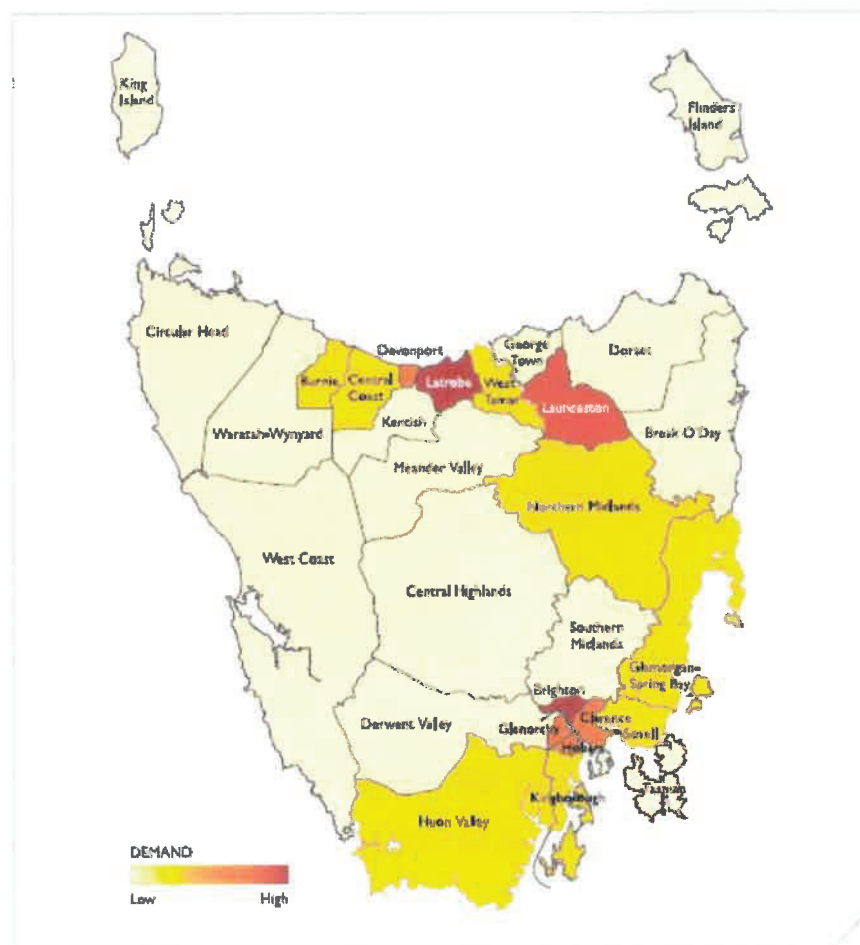 King
Island
Flinders
Island
Circular Head
Devonport
George
Town
Dorset
Burnie
Central
Coast
Latrobe
West
Tamar
Launceston
Waratah-Wynyard
Kentish
Break O Day
Meander Valley
Northern Midlands
West Coast
Central Highlands
Southern
Midlands
Glamorgan-
Spring Bay
Brighton
Derwent Valley
Glenorchy
Clarence
Sorell
Hobart
Tasman
Kingborough
Huon Valley
DEMAND
Low
High